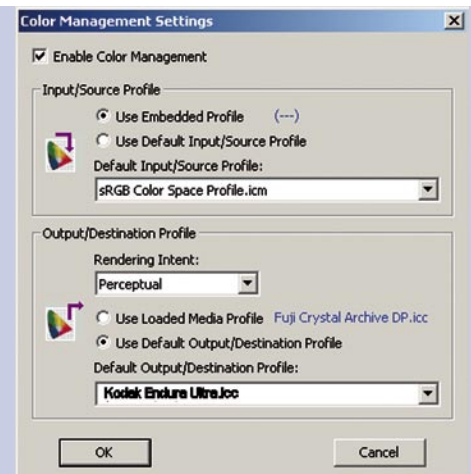 Color Management Settings
Enable Color Management
Input/Source Profile
Use Embedded Profile (---)
Use Default Input/Source Profile
Default Input/Source Profile:
sRGB Color Space Profile.icm
Output/Destination Profile
Rendering Intent:
Perceptual
Use Loaded Media Profile Fuji Crystal Archive DP.icc
Use Default Output/Destination Profile
Default Output/Destination Profile:
Kodak Endura Ultra.icc
OK Cancel